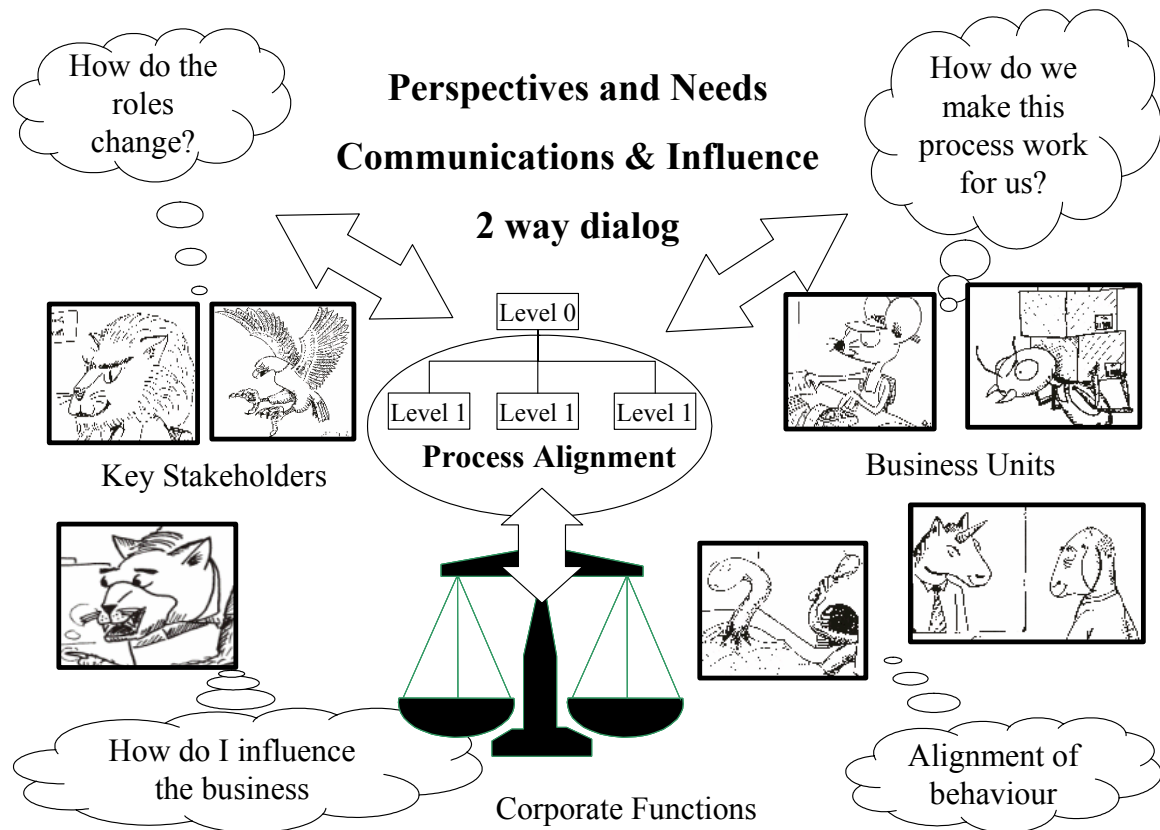 How do the
roles
change?
Perspectives and Needs
Communications & Influence
2 way dialog
How do we
make this
process work
for us?
Level 0
Level 1
Level 1
Level 1
Process Alignment
Key Stakeholders
Business Units
How do I influence
the business
Corporate Functions
Alignment of
behaviour